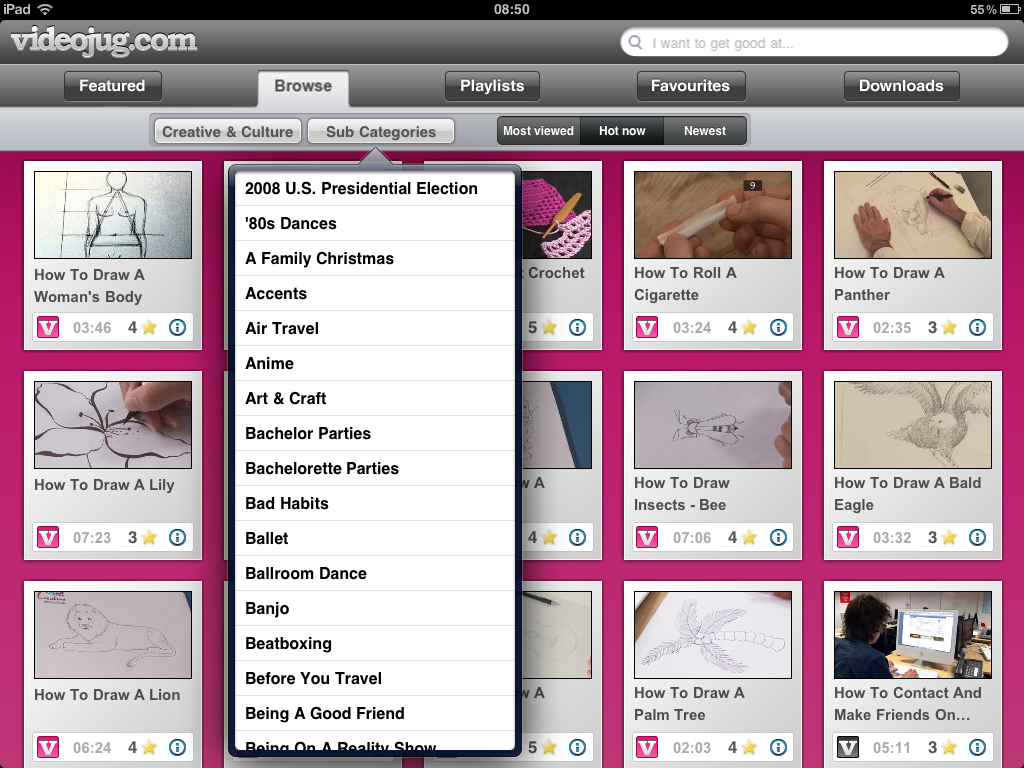 iPad 08:50 55%
videojug.com
I want to get good at...
Featured Browse Playlists Favourites Downloads
Creative & Culture Sub Categories Most viewed Hot now Newest
2008 U.S. Presidential Election
'80s Dances
A Family Christmas
Accents
Air Travel
Anime
Art & Craft
Bachelor Parties
Bachelorette Parties
Bad Habits
Ballet
Ballroom Dance
Banjo
Beatboxing
Before You Travel
Being A Good Friend
Being On A Reality Show
How To Draw A
Woman's Body
V 03:46 4
Crochet
5
9
How To Roll A
Cigarette
V 03:24 4
How To Draw A
Panther
V 02:35 3
How To Draw A Lily
V 07:23 3
A
4
How To Draw
Insects - Bee
V 07:06 4
How To Draw A Bald
Eagle
V 03:32 3
How To Draw A Lion
V 06:24 4
A
5
How To Draw A
Palm Tree
V 02:03 4
How To Contact And
Make Friends On...
V 05:11 3